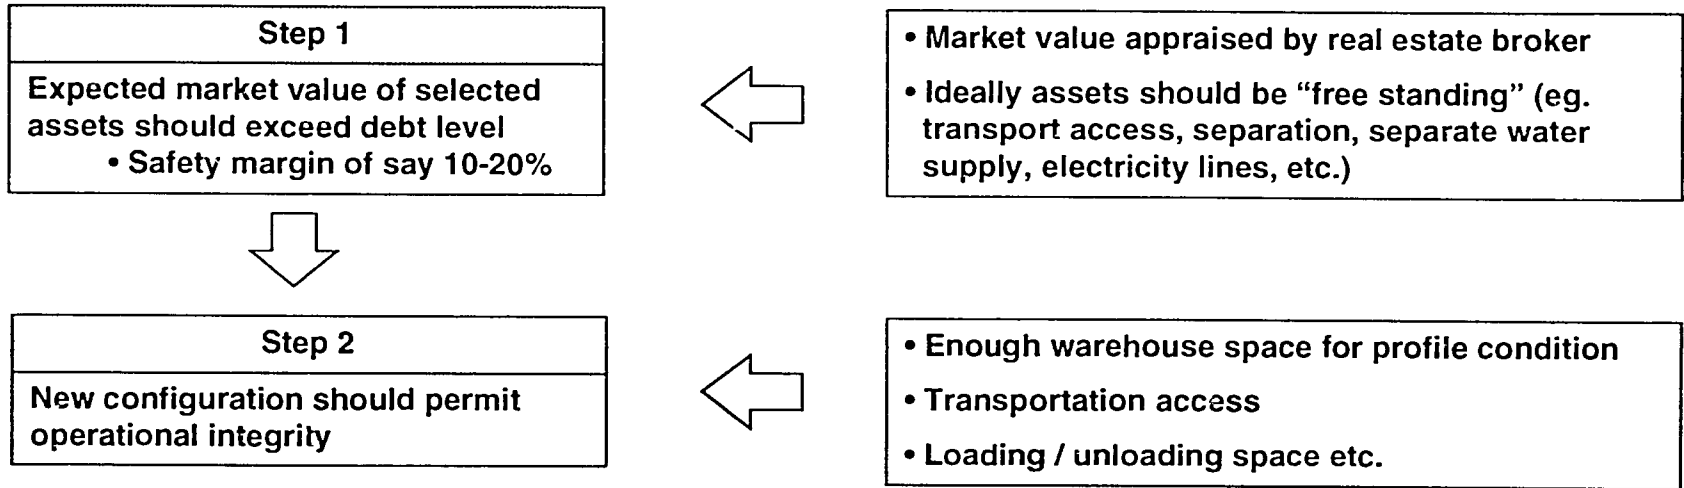 Step 1
Expected market value of selected
assets should exceed debt level
• Safety margin of say 10-20%
• Market value appraised by real estate broker
• Ideally assets should be “free standing” (eg.
transport access, separation, separate water
supply, electricity lines, etc.)
Step 2
New configuration should permit
operational integrity
• Enough warehouse space for profile condition
• Transportation access
• Loading / unloading space etc.